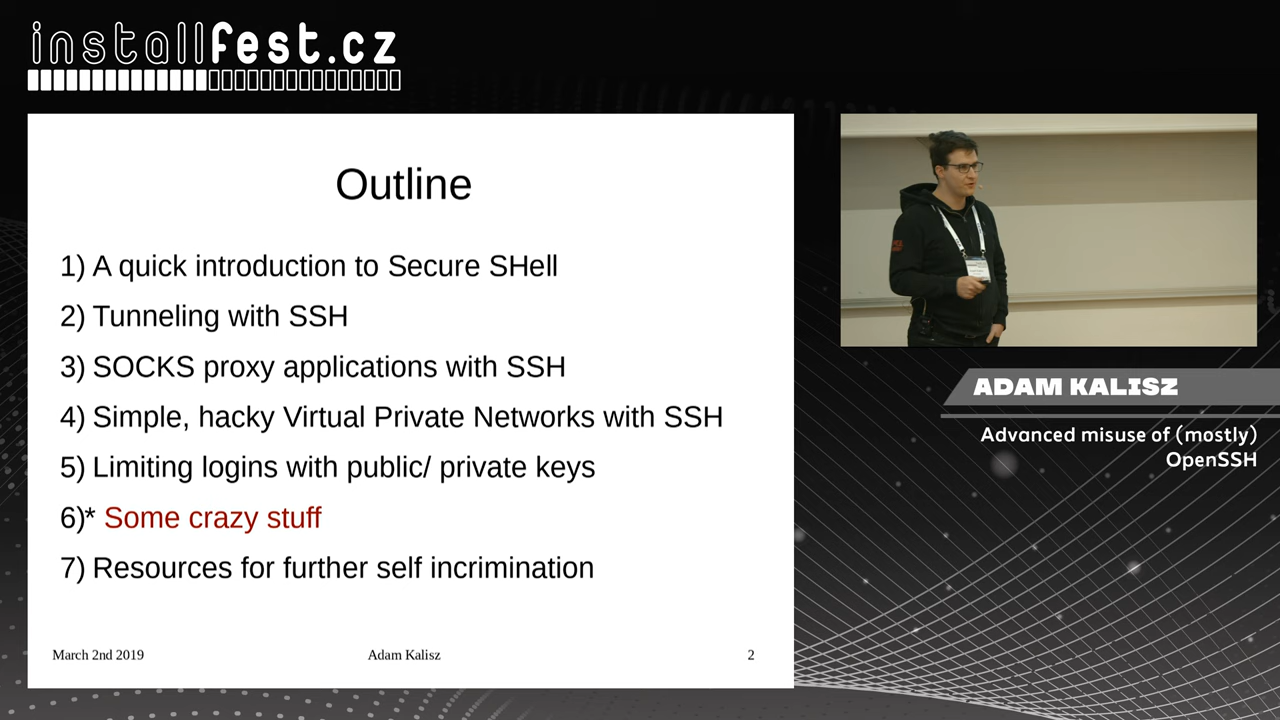 installfest.cz
Outline
1) A quick introduction to Secure SHell
2) Tunneling with SSH
3) SOCKS proxy applications with SSH
4) Simple, hacky Virtual Private Networks with SSH
5) Limiting logins with public/ private keys
6)* Some crazy stuff
7) Resources for further self incrimination
March 2nd 2019 Adam Kalisz 2
ADAM KALISZ
Advanced misuse of (mostly)
OpenSSH